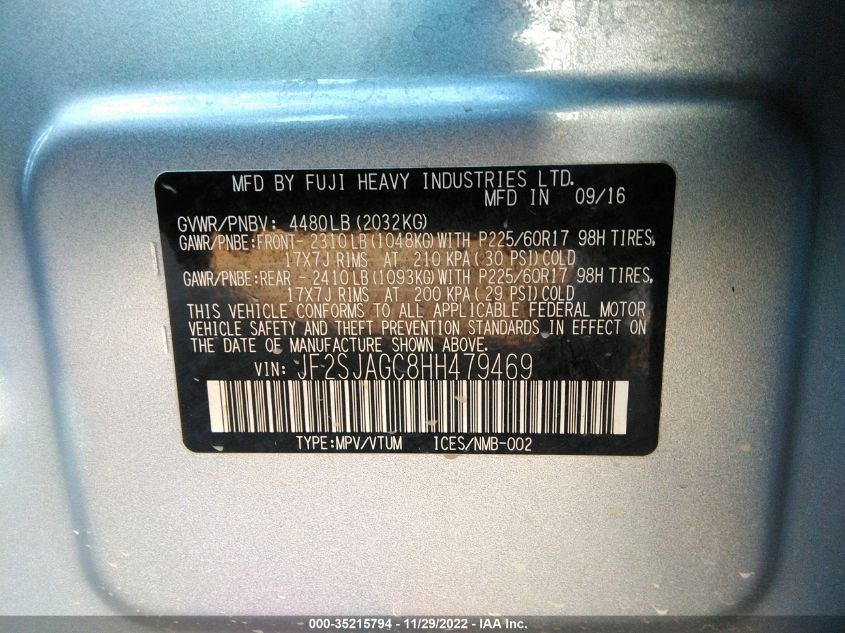 MFD BY FUJI HEAVY INDUSTRIES LTD.
MFD IN 09/16
GVWR/PNBV: 4480LB(2032KG)
GAWR/PNBE:FRONT- 2310LB(1048KG)WITH P225/60R17 98H TIRES,
17X7J RIMS AT 210 KPA(30 PSI)COLD
GAWR/PNBE:REAR - 2410LB(1093KG)WITH P225/60R17 98H TIRES,
17X7J RIMS AT 200 KPA(29 PSI)COLD
THIS VEHICLE CONFORMS TO ALL APPLICABLE FEDERAL MOTOR
VEHICLE SAFETY AND THEFT PREVENTION STANDARDS IN EFFECT ON
THE DATE OF MANUFACTURE SHOWN ABOVE.
VIN: JF2SJAGC8HH479469
TYPE:MPV/VTUM ICES/NMB-002
000-35215794 - 11/29/2022 - IAA Inc.